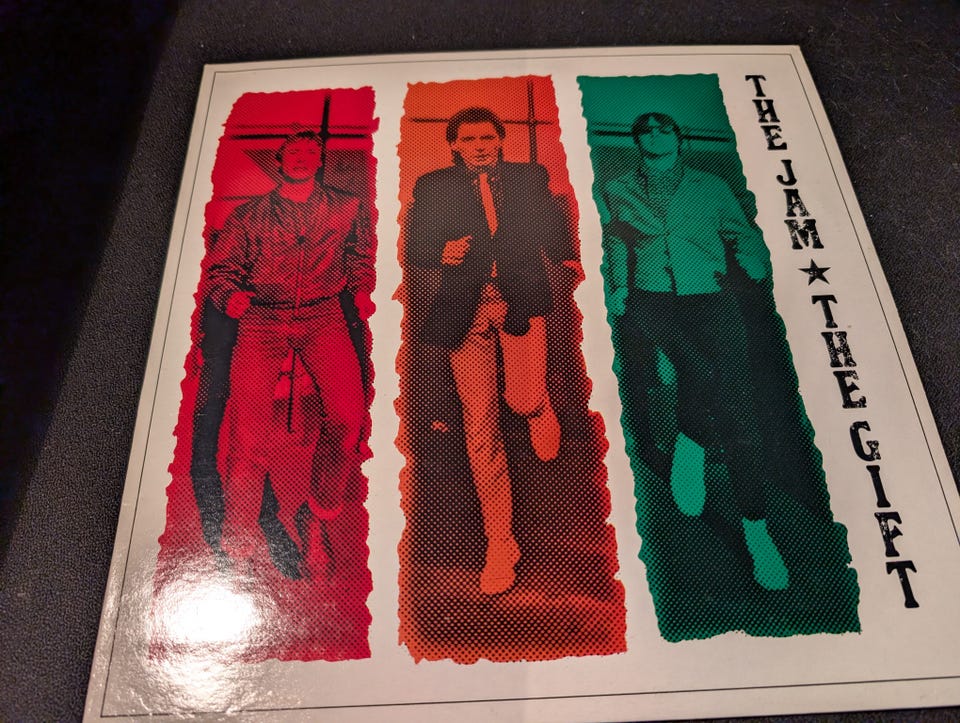 THE JAM ★ THE GIFT